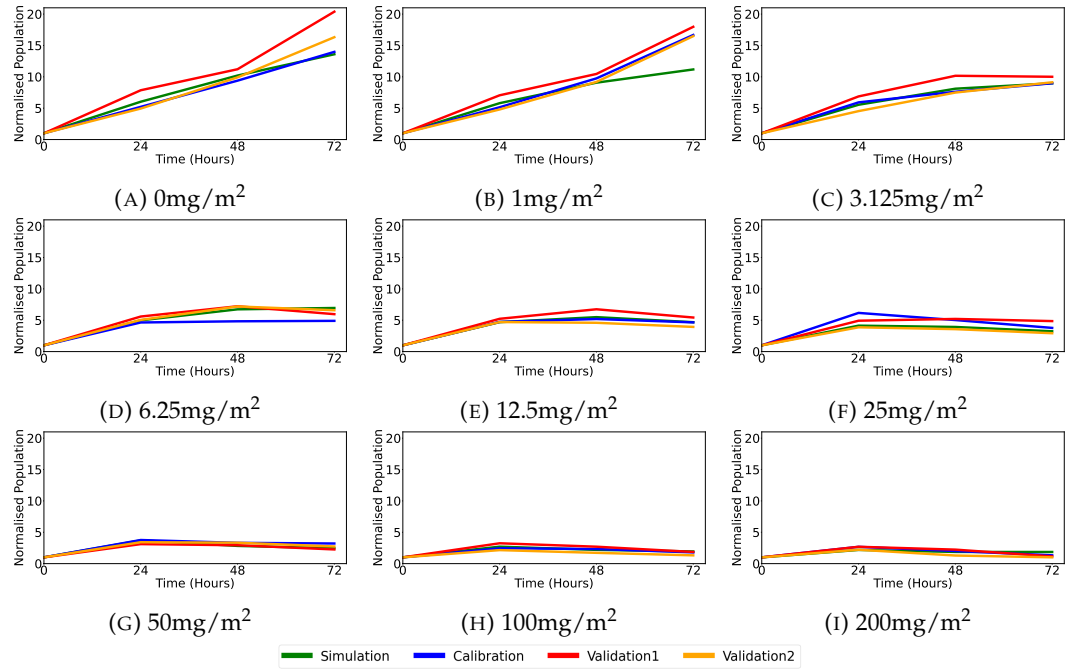 Normalised Population
20
15
10
5
0
0 24 48 72
Time (Hours)
(A) 0mg/m²
Normalised Population
20
15
10
5
0
0 24 48 72
Time (Hours)
(B) 1mg/m²
Normalised Population
20
15
10
5
0
0 24 48 72
Time (Hours)
(C) 3.125mg/m²
Normalised Population
20
15
10
5
0
0 24 48 72
Time (Hours)
(D) 6.25mg/m²
Normalised Population
20
15
10
5
0
0 24 48 72
Time (Hours)
(E) 12.5mg/m²
Normalised Population
20
15
10
5
0
0 24 48 72
Time (Hours)
(F) 25mg/m²
Normalised Population
20
15
10
5
0
0 24 48 72
Time (Hours)
(G) 50mg/m²
Normalised Population
20
15
10
5
0
0 24 48 72
Time (Hours)
(H) 100mg/m²
Normalised Population
20
15
10
5
0
0 24 48 72
Time (Hours)
(I) 200mg/m²
Simulation Calibration Validation1 Validation2